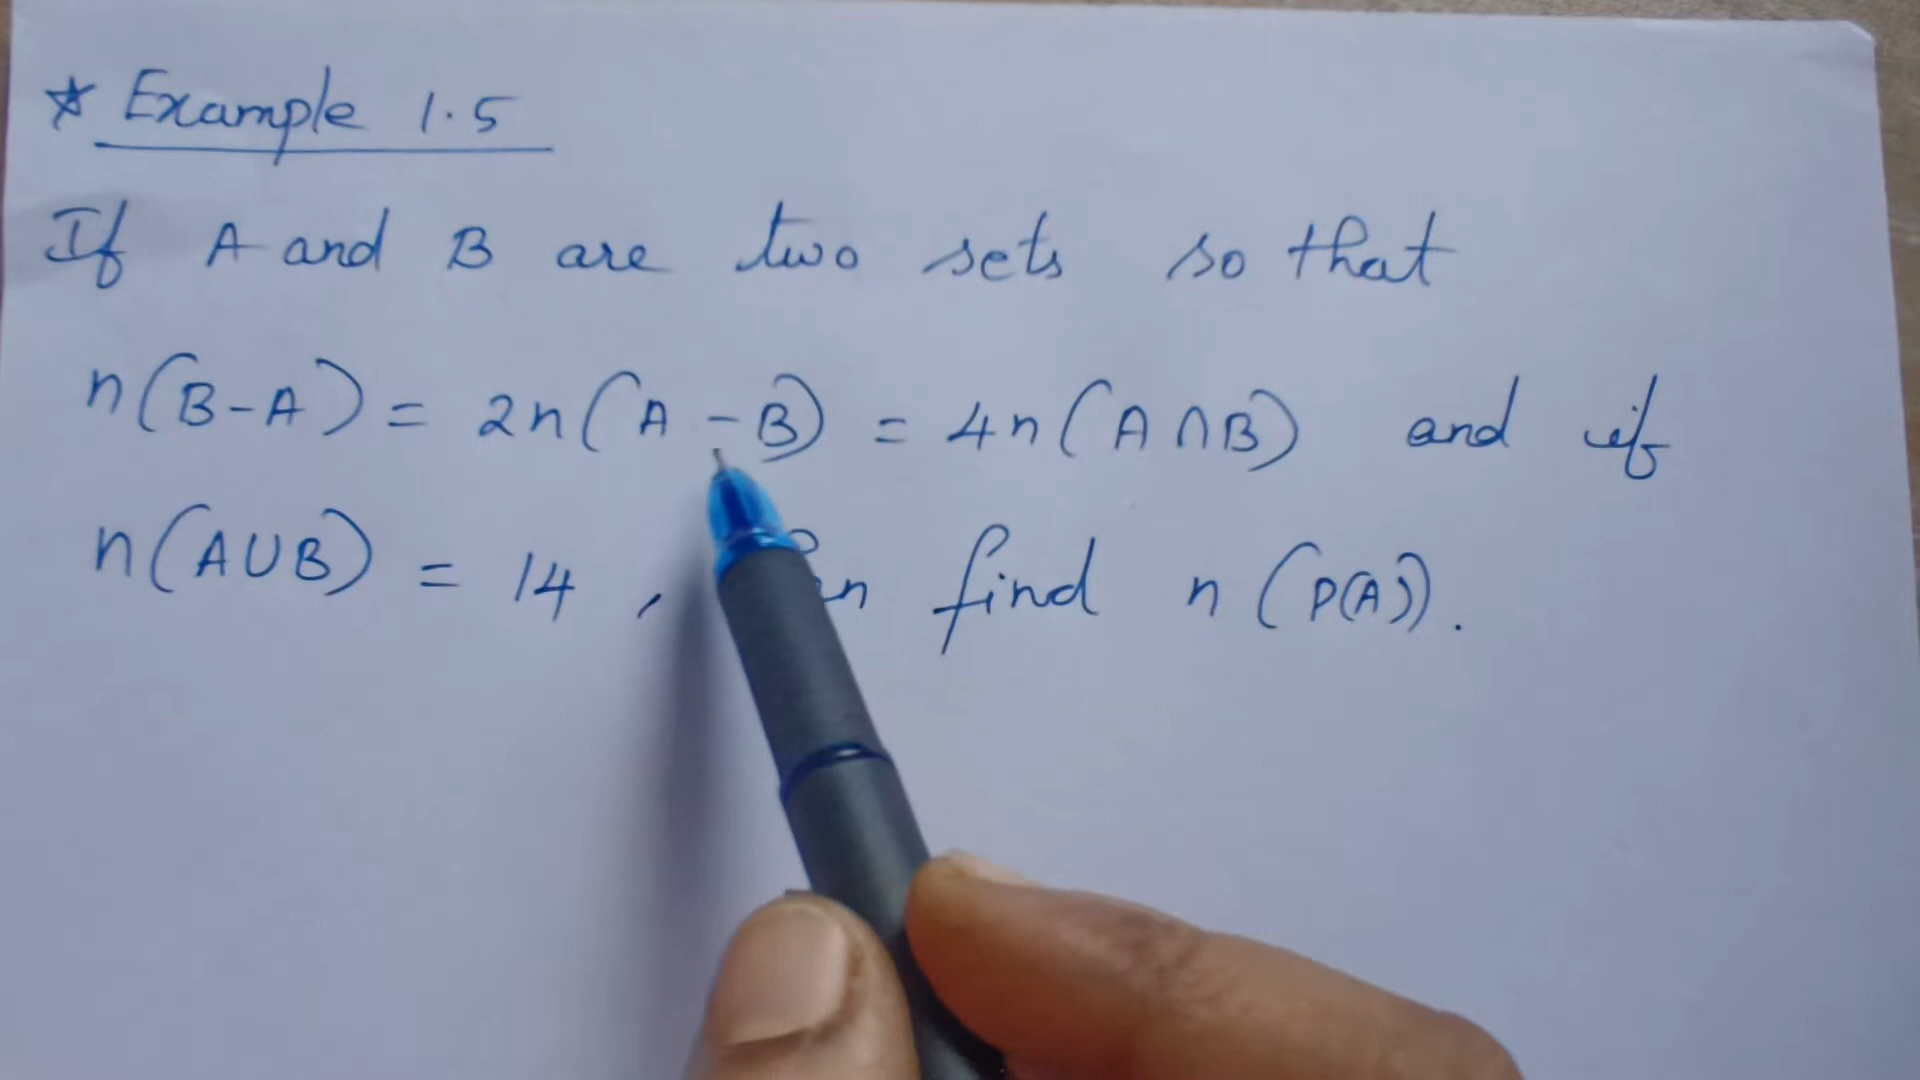 * Example 1.5
If A and B are two sets so that
n(B-A) = 2n(A-B) = 4n(A∩B) and if
n(A∪B) = 14, find n(P(A)).